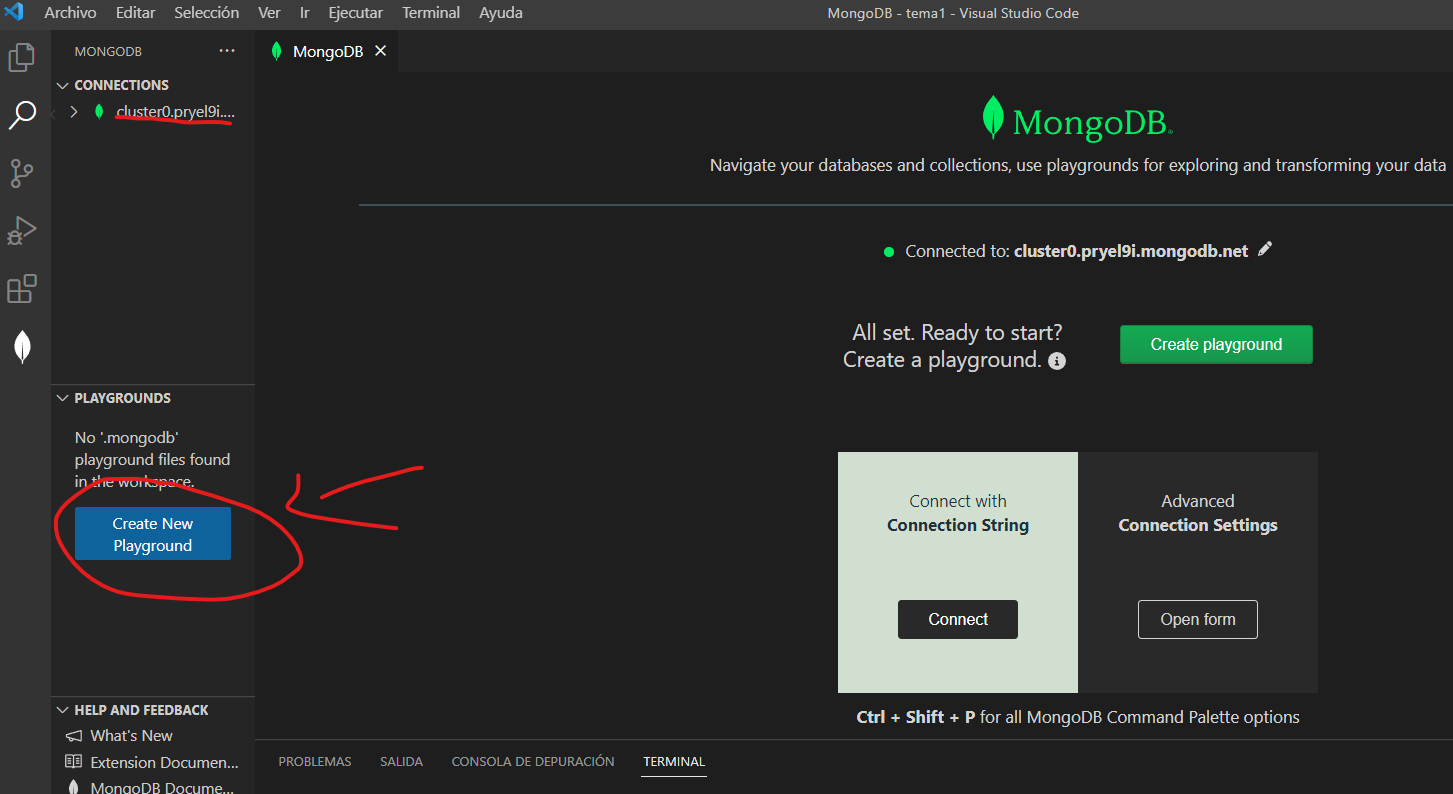 Archivo Editar Selección Ver Ir Ejecutar Terminal Ayuda
MongoDB - tema1 - Visual Studio Code
MONGODB ...
MongoDB
CONNECTIONS
cluster0.pryel9i....
MongoDB
Navigate your databases and collections, use playgrounds for exploring and transforming your data
Connected to: cluster0.pryel9i.mongodb.net
All set. Ready to start?
Create a playground.
Create playground
PLAYGROUNDS
No '.mongodb'
playground files found
in the workspace.
Create New
Playground
Connect with
Connection String
Connect
Advanced
Connection Settings
Open form
Ctrl + Shift + P for all MongoDB Command Palette options
HELP AND FEEDBACK
What's New
Extension Documen...
MongoDB Docume...
PROBLEMAS SALIDA CONSOLA DE DEPURACIÓN TERMINAL